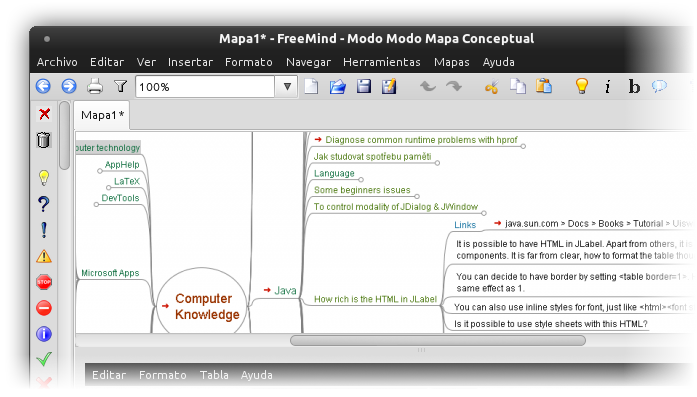 Mapa1* - FreeMind - Modo Modo Mapa Conceptual
Archivo Editar Ver Insertar Formato Navegar Herramientas Mapas Ayuda
100%
Mapa1*
Diagnose common runtime problems with hprof
puter technology
Jak studovat spotřebu paměti
AppHelp
Language
LaTeX
Some beginners issues
DevTools
To control modality of JDialog & JWindow
Links
java.sun.com > Docs > Books > Tutorial > Uiswing
It is possible to have HTML in JLabel. Apart from others, it is
components. It is far from clear, how to format the table thou
Microsoft Apps
You can decide to have border by setting <table border=1>.
same effect as 1.
Java
Computer
Knowledge
How rich is the HTML in JLabel
You can also use inline styles for font, just like <html><font
Is it possible to use style sheets with this HTML?
STOP
Editar Formato Tabla Ayuda